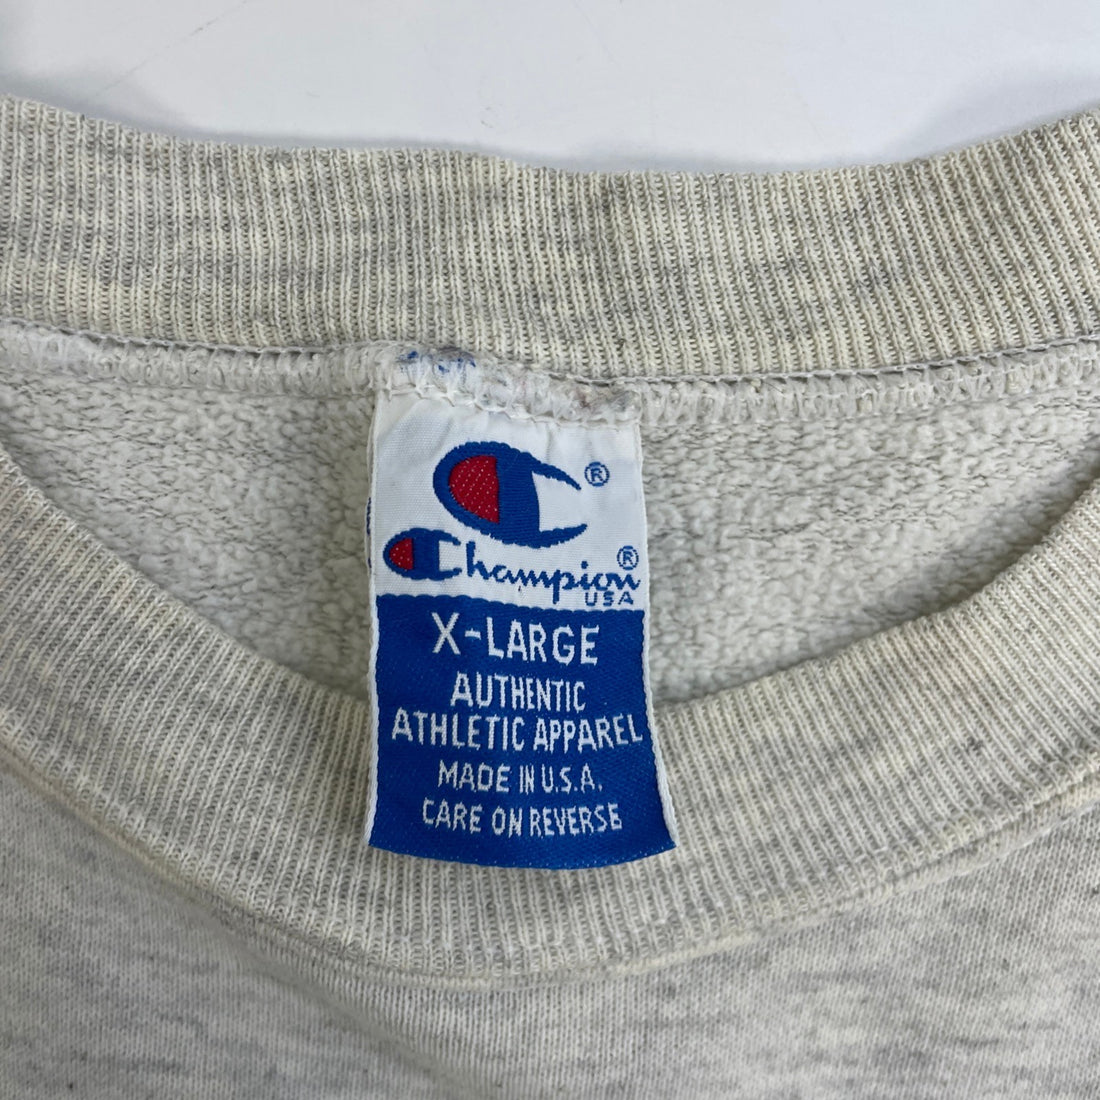 ®
Champion®
USA
X-LARGE
AUTHENTIC
ATHLETIC APPAREL
MADE IN U.S.A.
CARE ON REVERSE